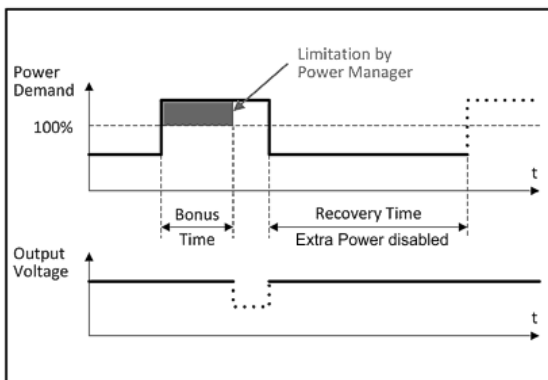 Limitation by
Power Manager
Power
Demand
100%
t
Bonus
Time
Recovery Time
Extra Power disabled
Output
Voltage
t